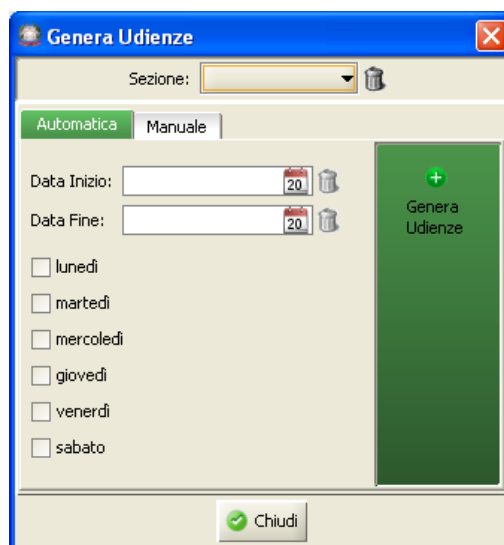 Genera Udienze
Sezione:
Automatica Manuale
Data Inizio: 20
Data Fine: 20
lunedì
martedì
mercoledì
giovedì
venerdì
sabato
Genera
Udienze
Chiudi